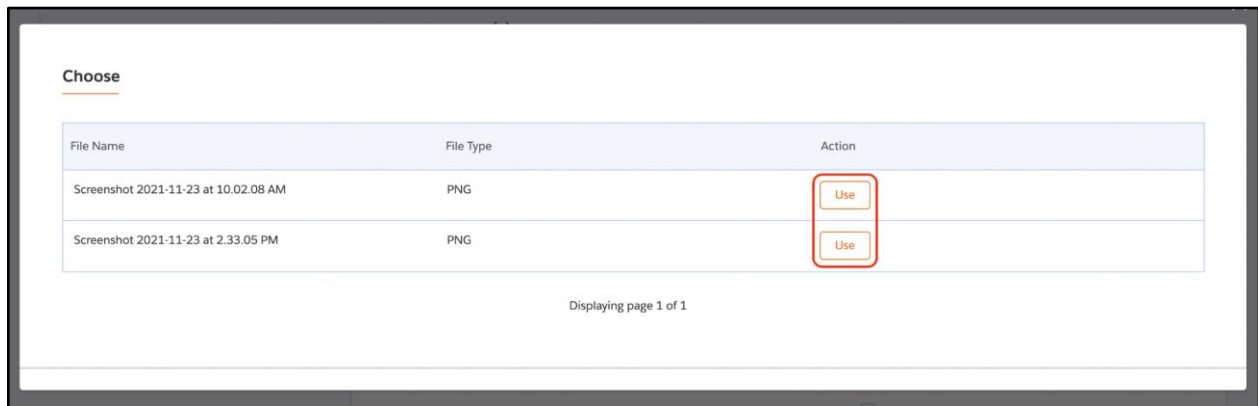 Choose
File Name File Type Action
Screenshot 2021-11-23 at 10.02.08 AM PNG Use
Screenshot 2021-11-23 at 2.33.05 PM PNG Use
Displaying page 1 of 1